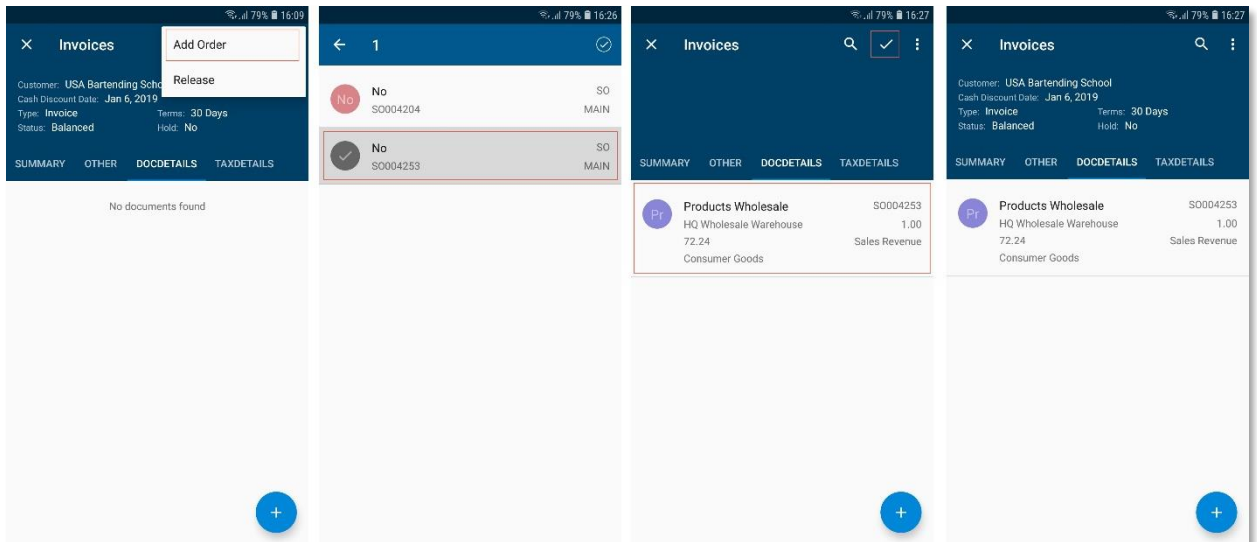 79% 16:09
Invoices
Add Order
Release
Customer: USA Bartending Scho
Cash Discount Date: Jan 6, 2019
Type: Invoice Terms: 30 Days
Status: Balanced Hold: No
SUMMARY OTHER DOCDETAILS TAXDETAILS
No documents found
79% 16:26
1
No No SO
SO004204 MAIN
No SO
SO004253 MAIN
79% 16:27
Invoices
SUMMARY OTHER DOCDETAILS TAXDETAILS
Pr Products Wholesale SO004253
HQ Wholesale Warehouse 1.00
72.24 Sales Revenue
Consumer Goods
79% 16:27
Invoices
Customer: USA Bartending School
Cash Discount Date: Jan 6, 2019
Type: Invoice Terms: 30 Days
Status: Balanced Hold: No
SUMMARY OTHER DOCDETAILS TAXDETAILS
Pr Products Wholesale SO004253
HQ Wholesale Warehouse 1.00
72.24 Sales Revenue
Consumer Goods